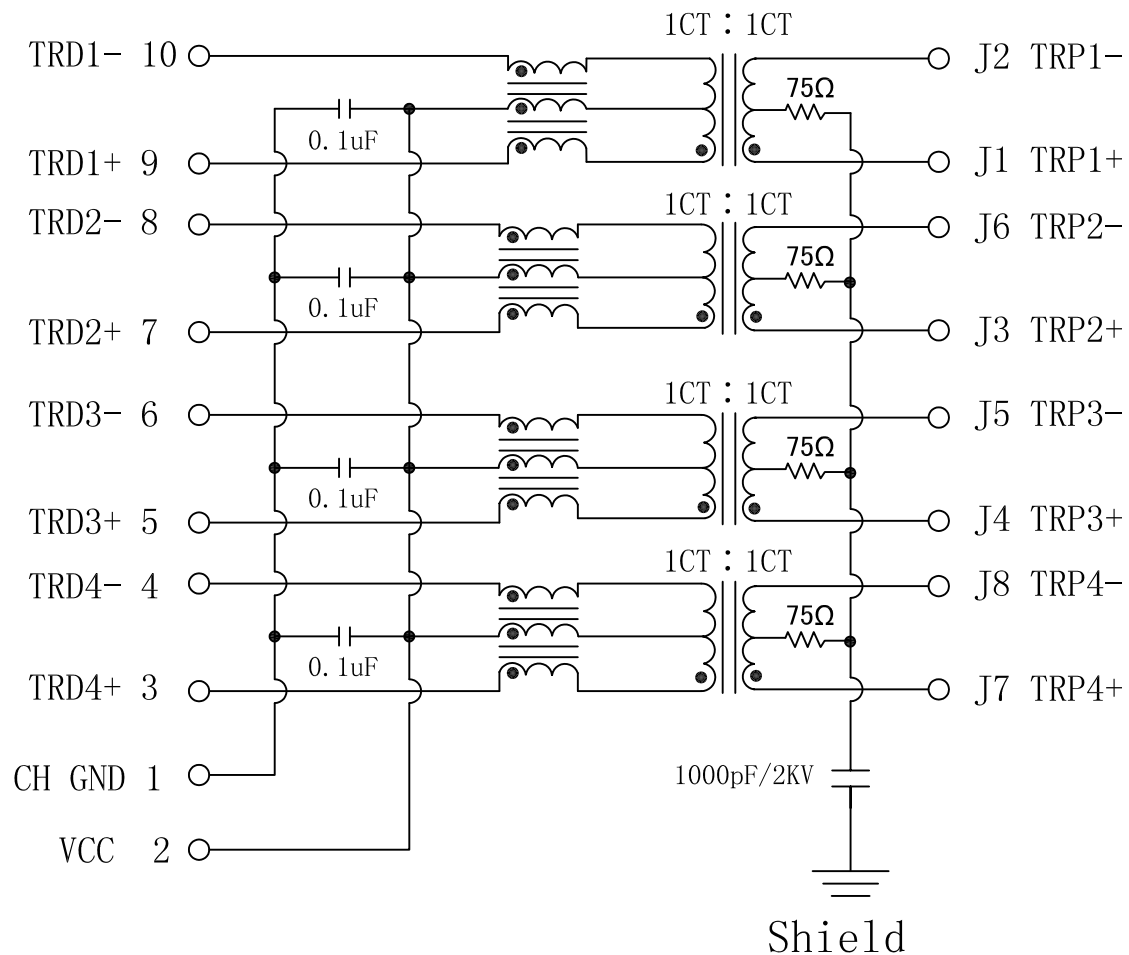 1CT : 1CT
TRD1- 10
J2 TRP1-
75Ω
0.1uF
TRD1+ 9
J1 TRP1+
1CT : 1CT
TRD2- 8
J6 TRP2-
75Ω
0.1uF
TRD2+ 7
J3 TRP2+
1CT : 1CT
TRD3- 6
J5 TRP3-
75Ω
0.1uF
TRD3+ 5
J4 TRP3+
1CT : 1CT
TRD4- 4
J8 TRP4-
75Ω
0.1uF
TRD4+ 3
J7 TRP4+
CH GND 1
1000pF/2KV
VCC 2
Shield